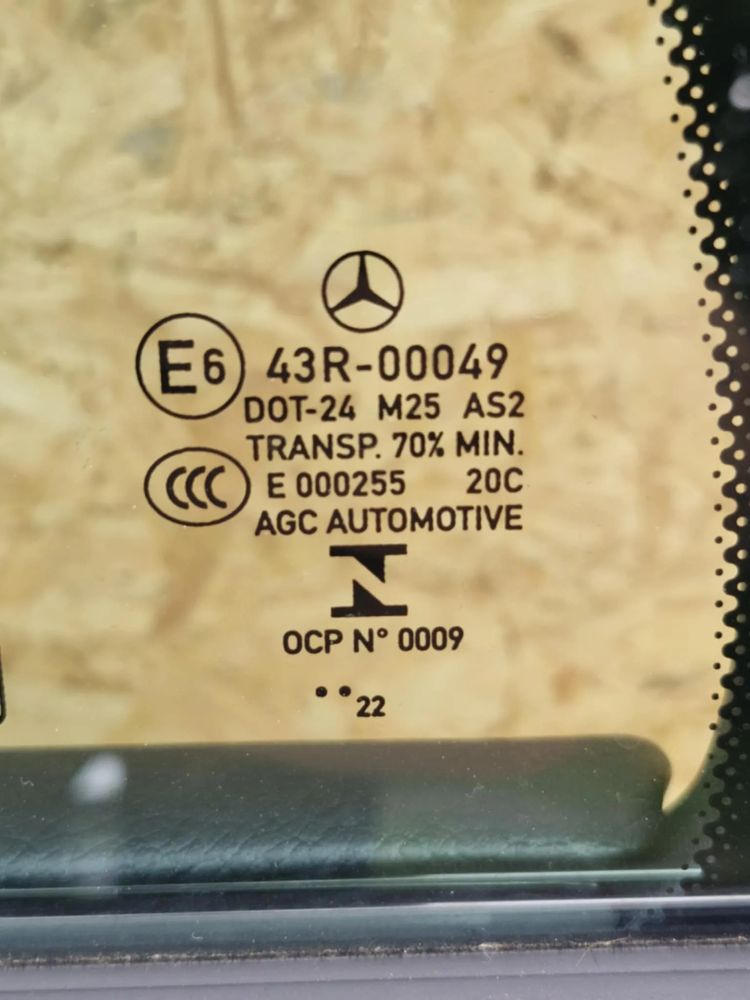 E6 43R-00049
DOT-24 M25 AS2
TRANSP. 70% MIN.
CCC E 000255 20C
AGC AUTOMOTIVE
OCP N° 0009
••22